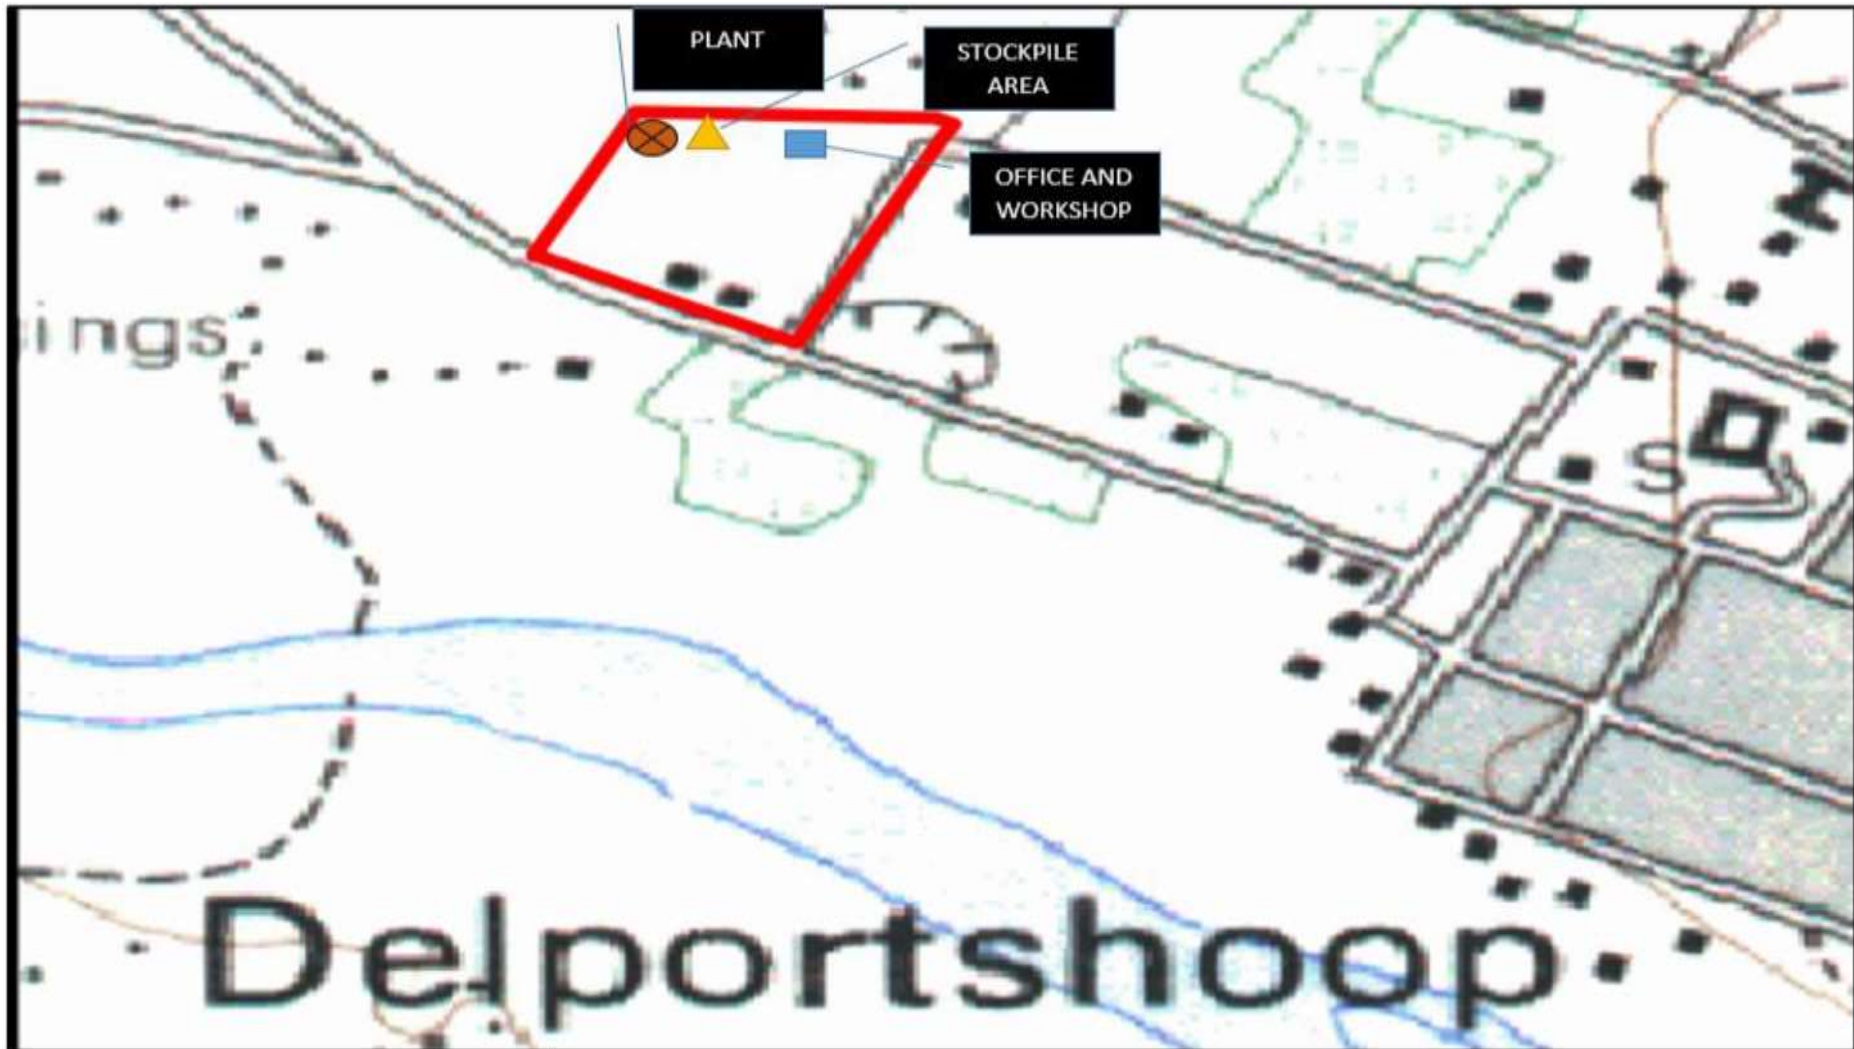 PLANT
STOCKPILE
AREA
OFFICE AND
WORKSHOP
ings
S
Delportshoop